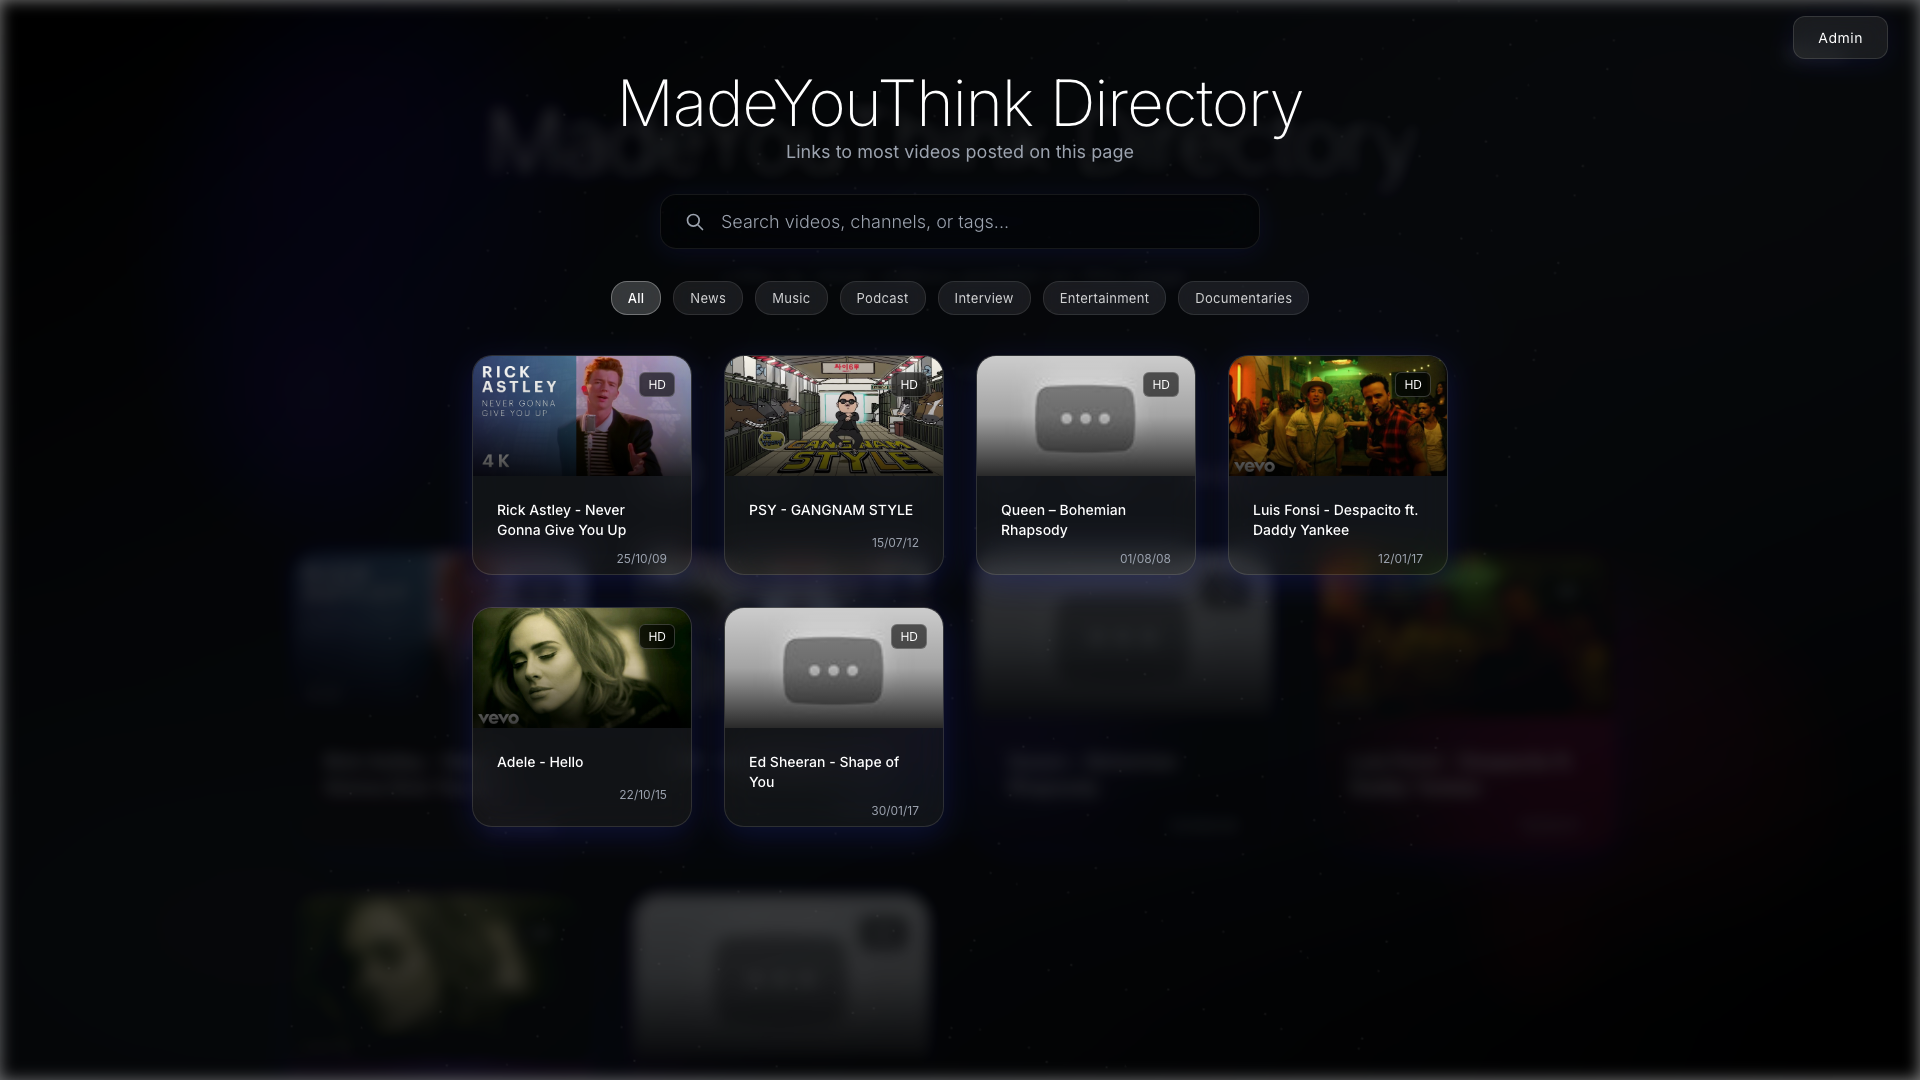 Admin
MadeYouThink Directory
Links to most videos posted on this page
Search videos, channels, or tags...
All
News
Music
Podcast
Interview
Entertainment
Documentaries
RICK
ASTLEY
NEVER GONNA
GIVE YOU UP
4K
HD
Rick Astley - Never
Gonna Give You Up
25/10/09
HD
GANGNAM
STYLE
PSY - GANGNAM STYLE
15/07/12
HD
Queen – Bohemian
Rhapsody
01/08/08
HD
vevo
Luis Fonsi - Despacito ft.
Daddy Yankee
12/01/17
HD
vevo
Adele - Hello
22/10/15
HD
Ed Sheeran - Shape of
You
30/01/17